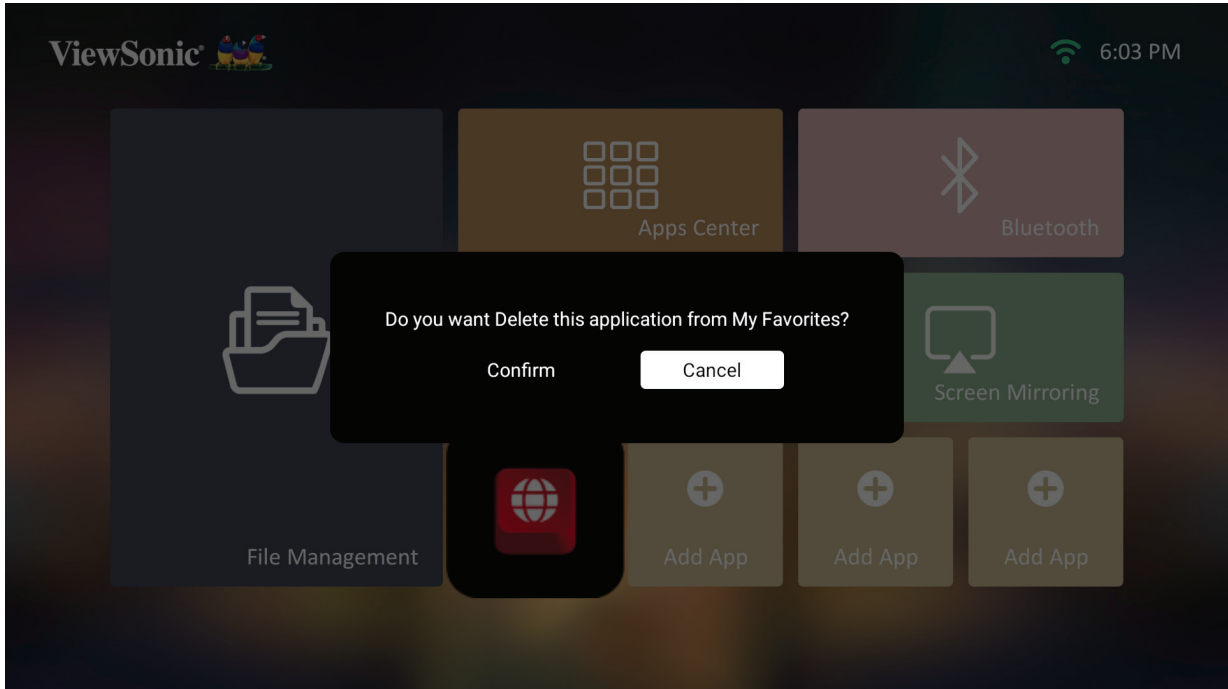 ViewSonic
6:03 PM
Apps Center
Bluetooth
Do you want Delete this application from My Favorites?
Confirm
Cancel
Screen Mirroring
File Management
Add App
Add App
Add App